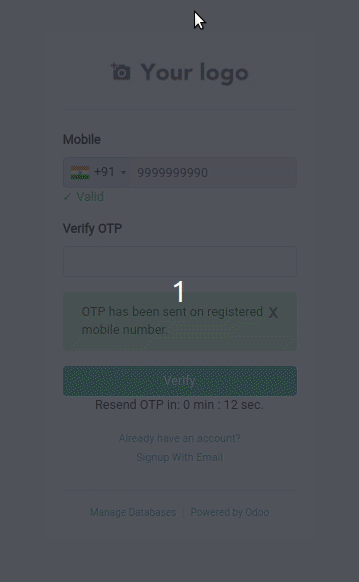 Your logo
Mobile
+91 9999999990
✓ Valid
Verify OTP
1
OTP has been sent on registered X
mobile number.
Verify
Resend OTP in: 0 min : 12 sec.
Already have an account?
Signup With Email
Manage Databases | Powered by Odoo